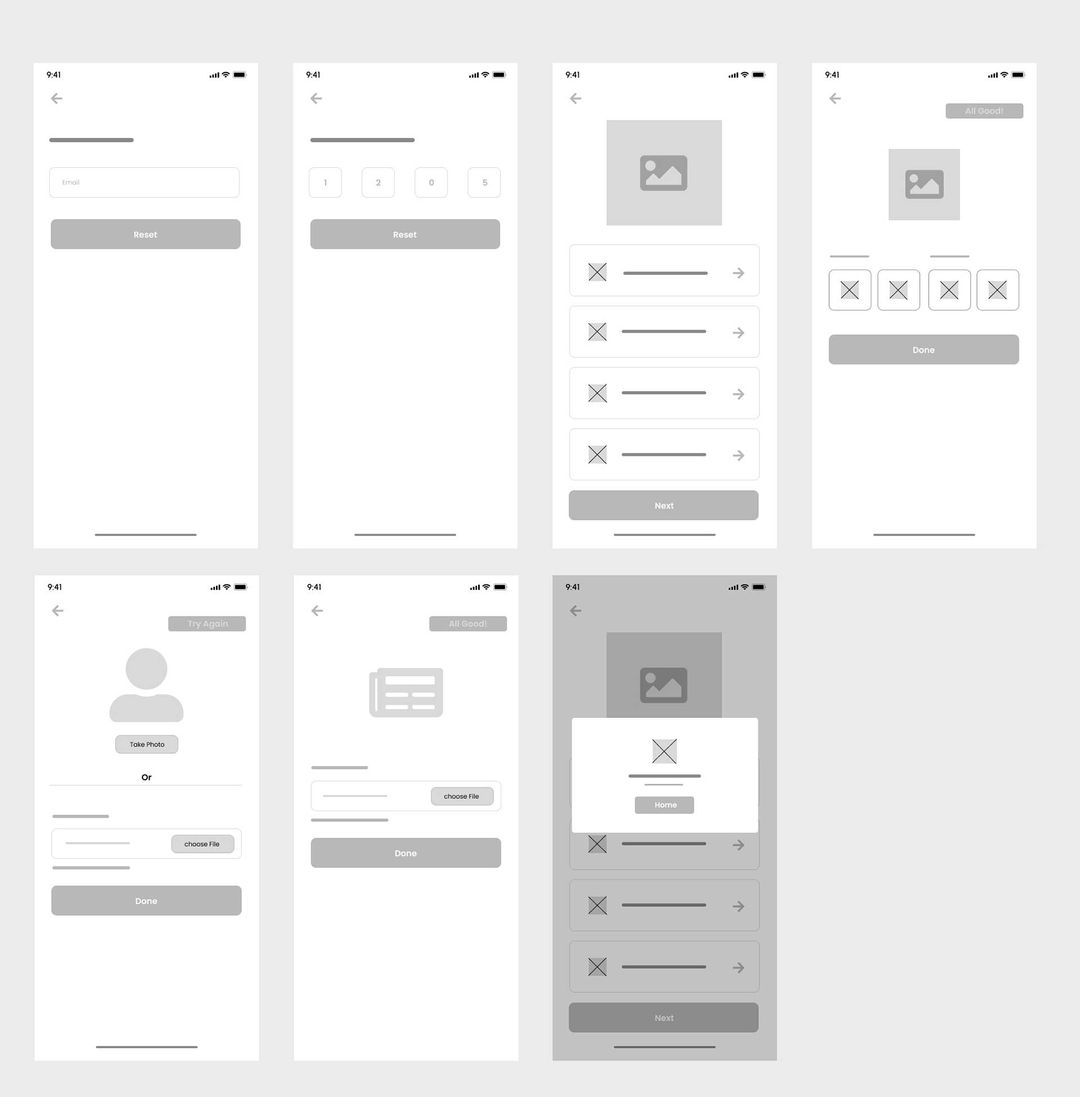 9:41
Email
Reset
9:41
1 2 0 5
Reset
9:41
Next
9:41
All Good!
Done
9:41
Try Again
Take Photo
Or
choose File
Done
9:41
All Good!
choose File
Done
9:41
Home
Next